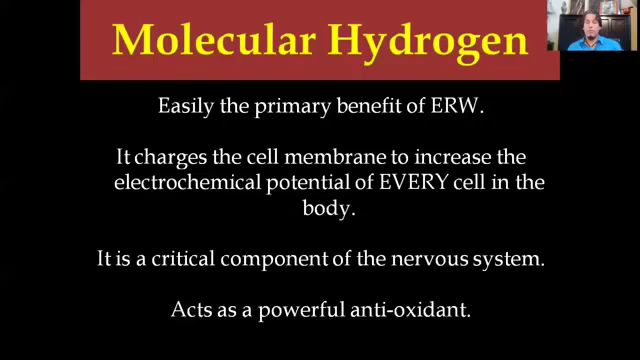 Molecular Hydrogen
Easily the primary benefit of ERW.
It charges the cell membrane to increase the
electrochemical potential of EVERY cell in the
body.
It is a critical component of the nervous system.
Acts as a powerful anti-oxidant.